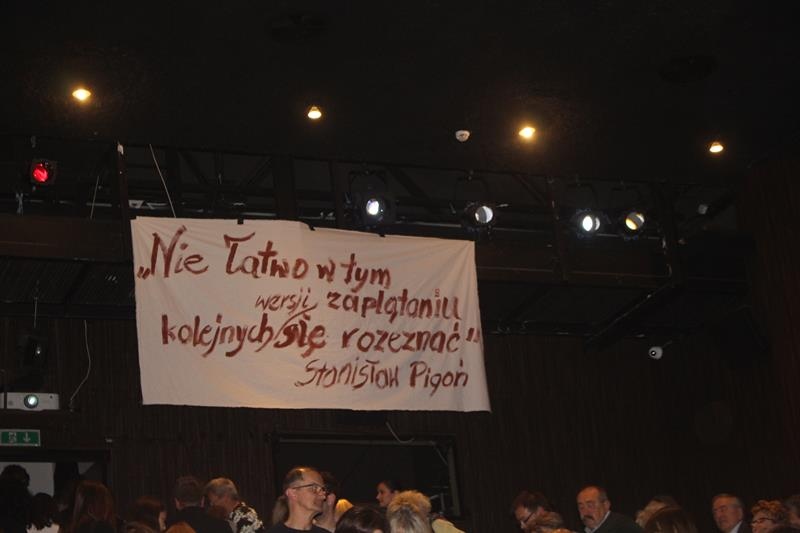 „Nie Łatwo w tym
wersji zaplątaniu
kolejnych/się rozeznać"
Stanisław Pigoń